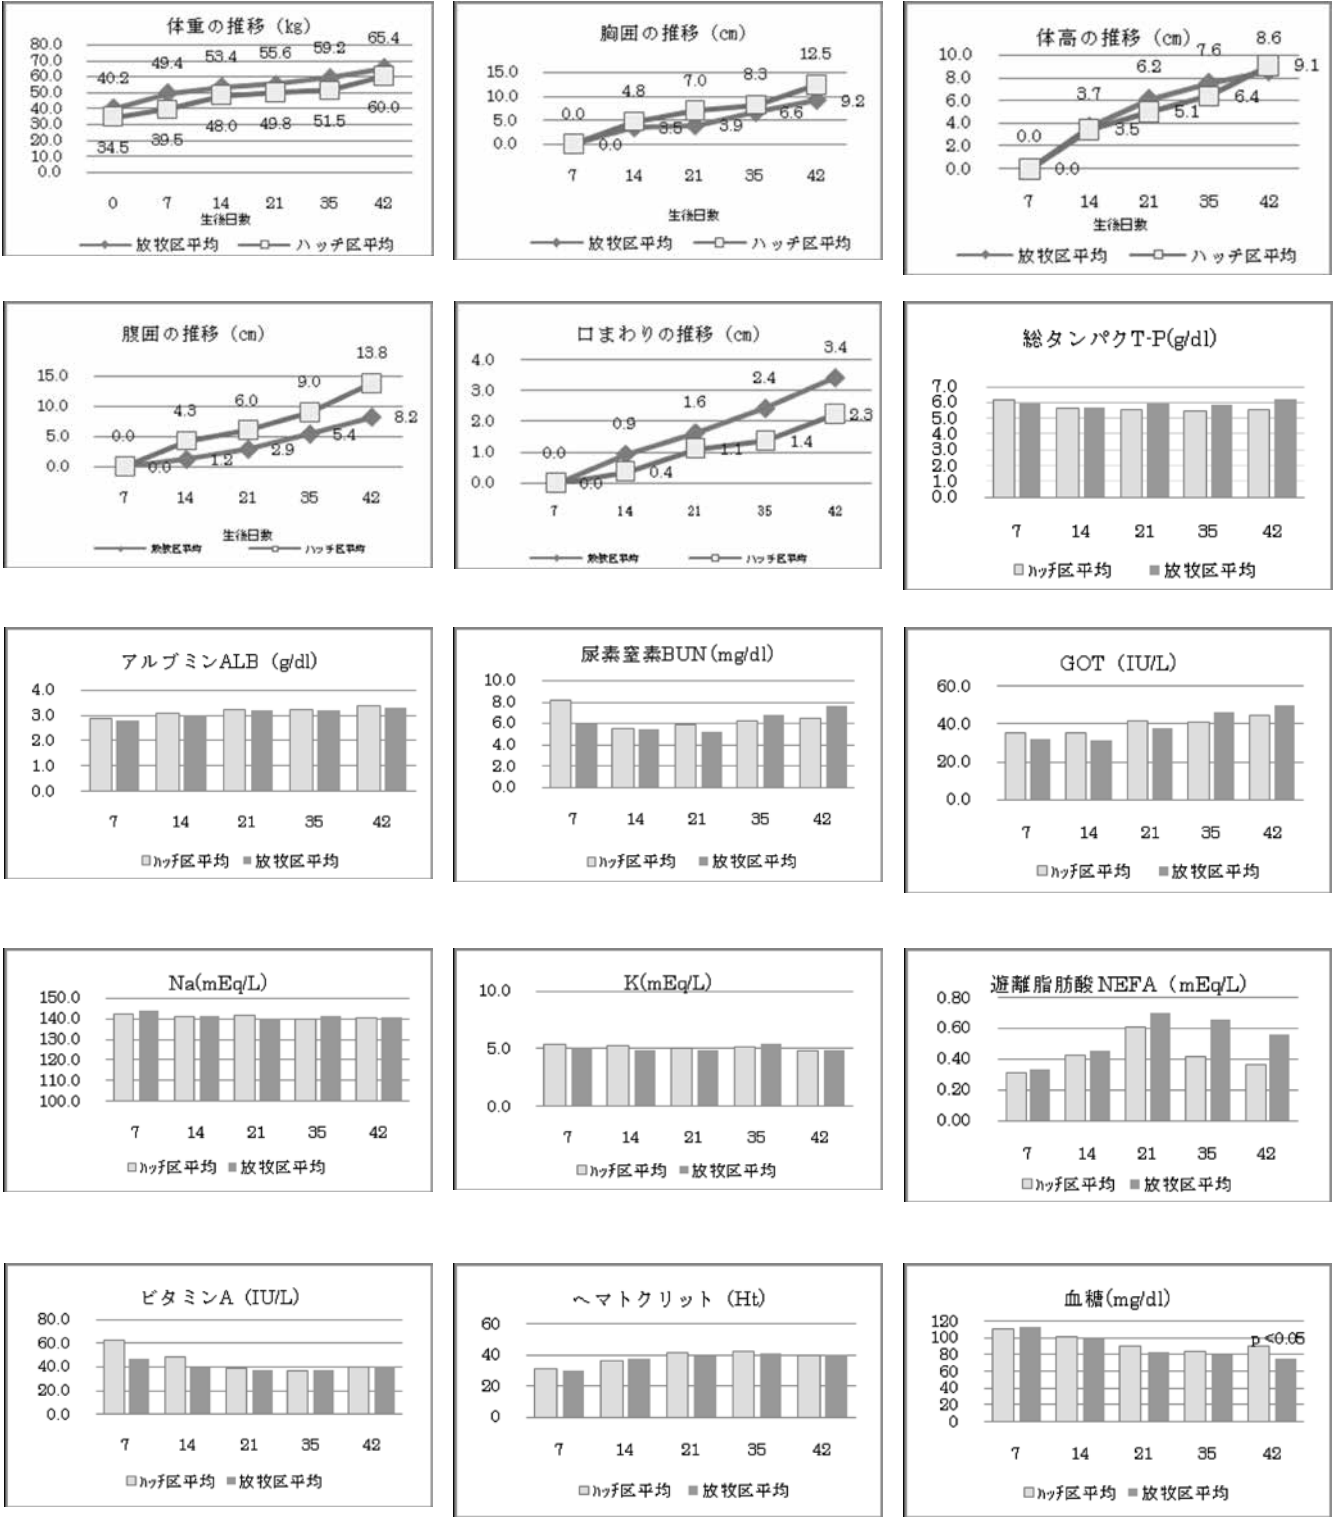 体重の推移（kg）
80.0
70.0
60.0
50.0
40.0
30.0
20.0
10.0
0.0
40.2 49.4 53.4 55.6 59.2 65.4
34.5 39.5 48.0 49.8 51.5 60.0
0 7 14 21 35 42
生後日数
放牧区平均 ハッチ区平均
胸囲の推移（cm）
15.0
10.0
5.0
0.0
0.0 4.8 7.0 8.3 12.5
0.0 3.5 3.9 6.6 9.2
7 14 21 35 42
生後日数
放牧区平均 ハッチ区平均
体高の推移（cm）
10.0
8.0
6.0
4.0
2.0
0.0
0.0 3.7 6.2 7.6 8.6
0.0 3.5 5.1 6.4 9.1
7 14 21 35 42
生後日数
放牧区平均 ハッチ区平均
腹囲の推移（cm）
15.0
10.0
5.0
0.0
0.0 4.3 6.0 9.0 13.8
0.0 1.2 2.9 5.4 8.2
7 14 21 35 42
生後日数
放牧区平均 ハッチ区平均
口まわりの推移（cm）
4.0
3.0
2.0
1.0
0.0
0.0 0.9 1.6 2.4 3.4
0.0 0.4 1.1 1.4 2.3
7 14 21 35 42
放牧区平均 ハッチ区平均
総タンパクT-P(g/dl)
7.0
6.0
5.0
4.0
3.0
2.0
1.0
0.0
7 14 21 35 42
ﾊｯﾁ区平均 放牧区平均
アルブミンALB（g/dl)
4.0
3.0
2.0
1.0
0.0
7 14 21 35 42
ﾊｯﾁ区平均 放牧区平均
尿素窒素BUN(mg/dl)
10.0
8.0
6.0
4.0
2.0
0.0
7 14 21 35 42
ﾊｯﾁ区平均 放牧区平均
GOT（IU/L)
60.0
40.0
20.0
0.0
7 14 21 35 42
ﾊｯﾁ区平均 放牧区平均
Na(mEq/L)
150.0
140.0
130.0
120.0
110.0
100.0
7 14 21 35 42
ﾊｯﾁ区平均 放牧区平均
K(mEq/L)
10.0
5.0
0.0
7 14 21 35 42
ﾊｯﾁ区平均 放牧区平均
遊離脂肪酸NEFA（mEq/L)
0.80
0.60
0.40
0.20
0.00
7 14 21 35 42
ﾊｯﾁ区平均 放牧区平均
ビタミンA（IU/L)
80.0
60.0
40.0
20.0
0.0
7 14 21 35 42
ﾊｯﾁ区平均 放牧区平均
ヘマトクリット（Ht)
60
40
20
0
7 14 21 35 42
ﾊｯﾁ区平均 放牧区平均
血糖(mg/dl)
120
100
80
60
40
20
0
p<0.05
7 14 21 35 42
ﾊｯﾁ区平均 放牧区平均